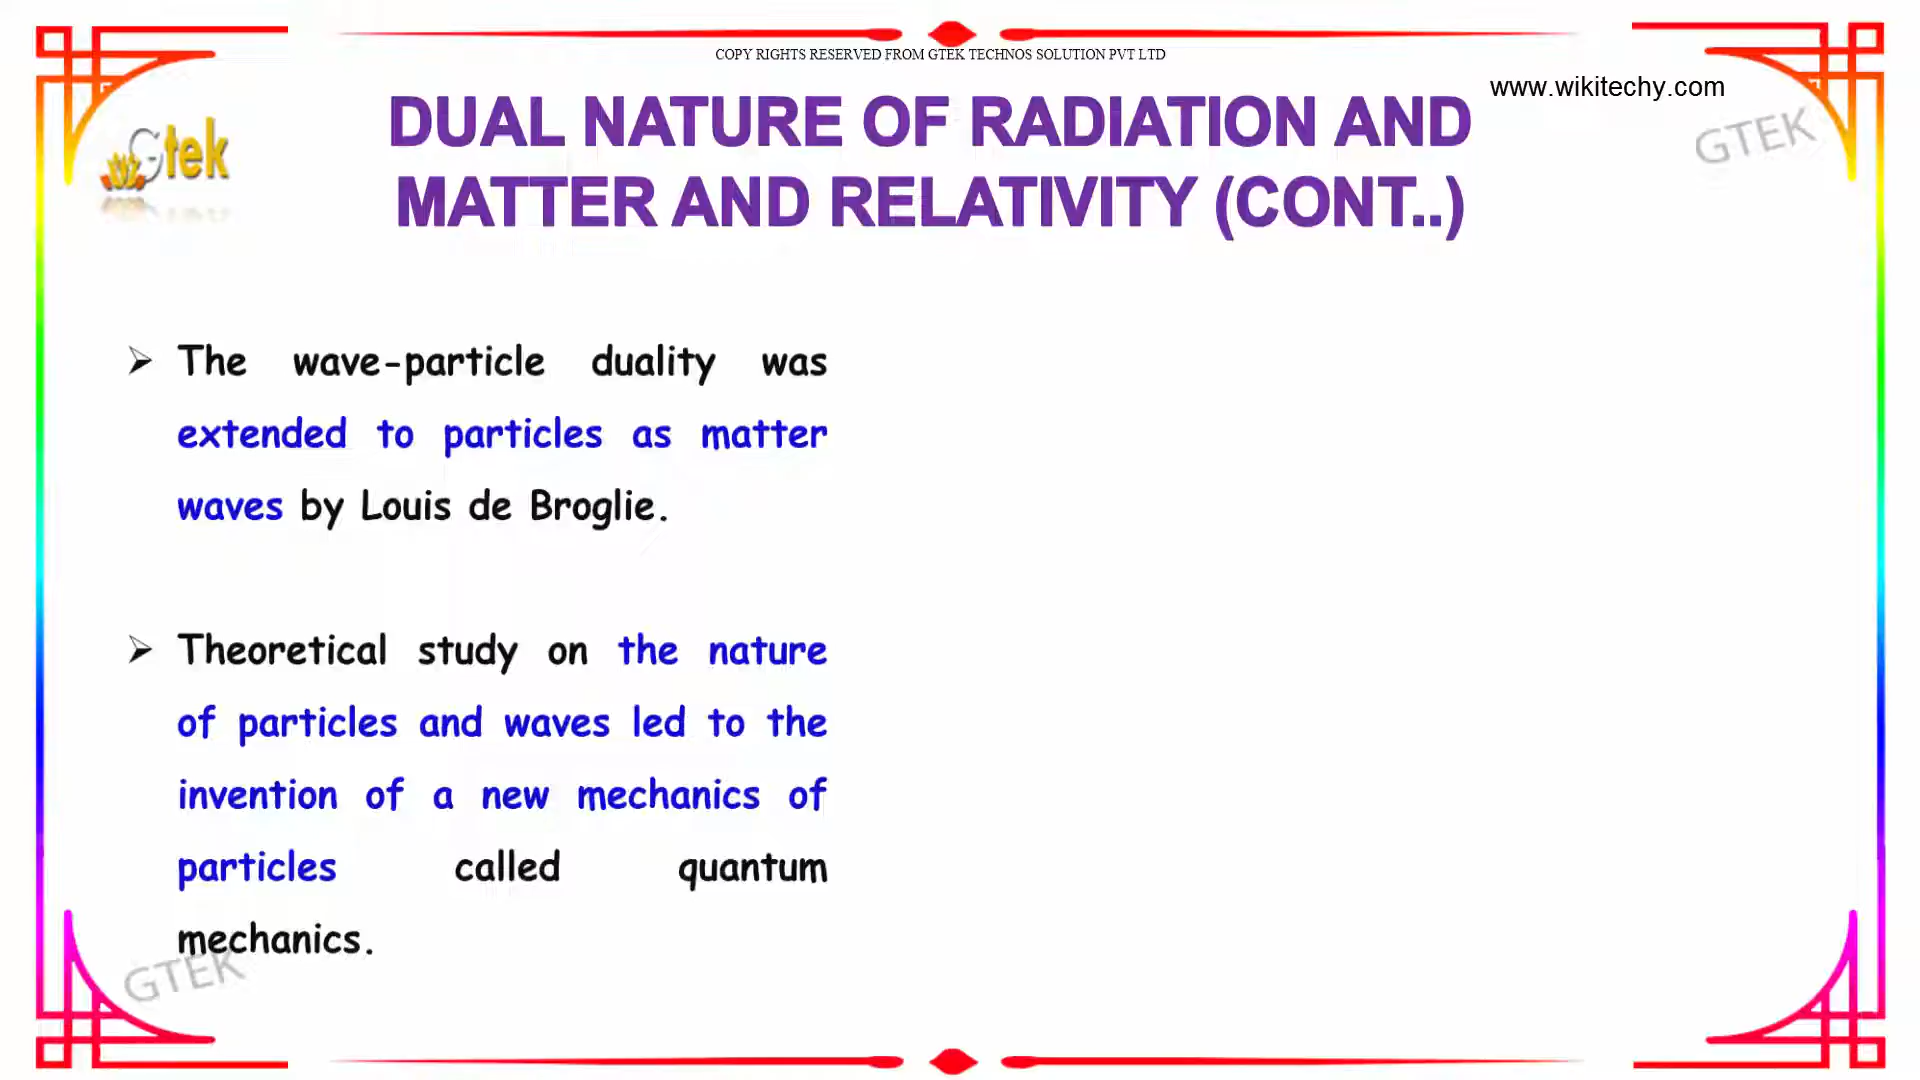 COPY RIGHTS RESERVED FROM GTEK TECHNOS SOLUTION PVT LTD
www.wikitechy.com
DUAL NATURE OF RADIATION AND
MATTER AND RELATIVITY (CONT..)
Gtek
GTEK
➢ The wave-particle duality was
extended to particles as matter
waves by Louis de Broglie.
➢ Theoretical study on the nature
of particles and waves led to the
invention of a new mechanics of
particles called quantum
mechanics.
GTEK